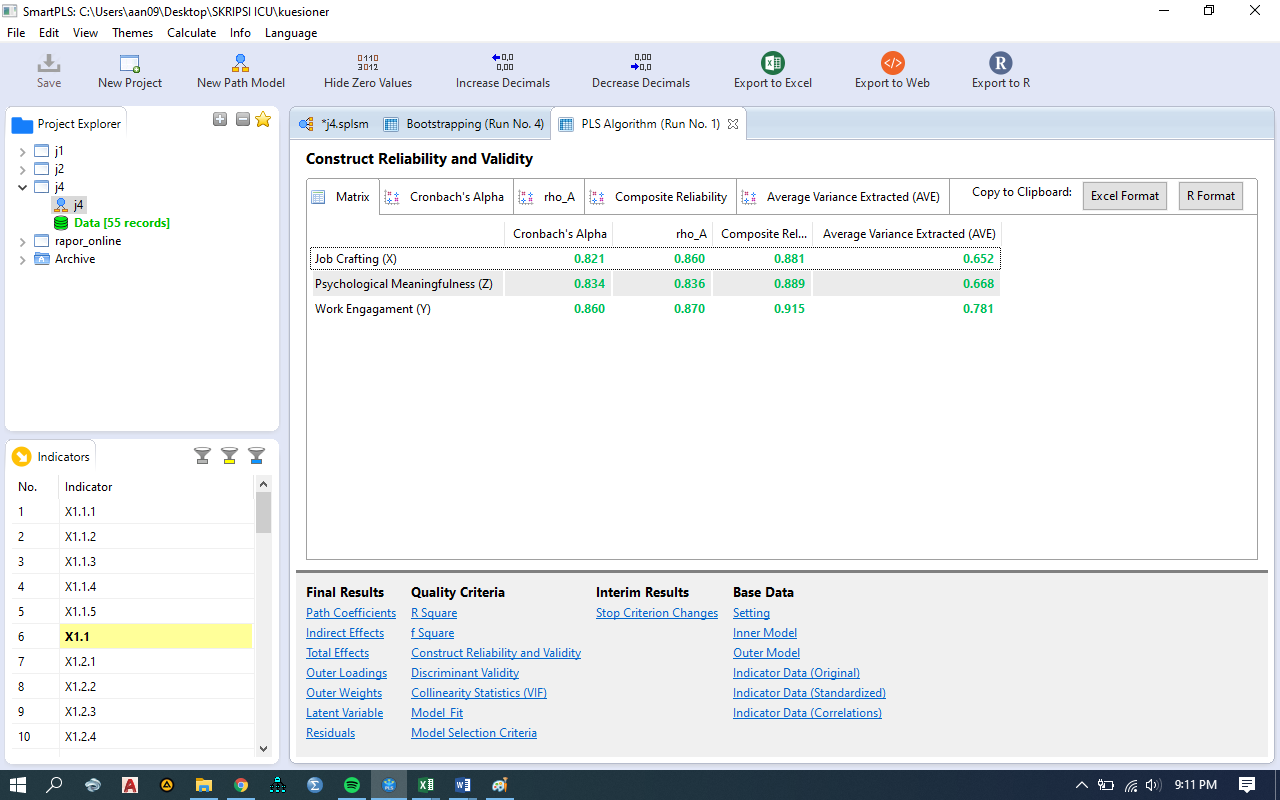 SmartPLS: C:\Users\aan09\Desktop\SKRIPSI ICU\kuesioner
File Edit View Themes Calculate Info Language
0110 3012 0,0 0,00 0,00 0,0 R
Save New Project New Path Model Hide Zero Values Increase Decimals Decrease Decimals Export to Excel Export to Web Export to R
Project Explorer
j1
j2
j4
j4
Data [55 records]
rapor_online
Archive
Indicators
No. Indicator
1 X1.1.1
2 X1.1.2
3 X1.1.3
4 X1.1.4
5 X1.1.5
6 X1.1
7 X1.2.1
8 X1.2.2
9 X1.2.3
10 X1.2.4
*j4.splsm Bootstrapping (Run No. 4) PLS Algorithm (Run No. 1)
Construct Reliability and Validity
Matrix Cronbach's Alpha rho_A Composite Reliability Average Variance Extracted (AVE) Copy to Clipboard: Excel Format R Format
Cronbach's Alpha rho_A Composite Rel... Average Variance Extracted (AVE)
Job Crafting (X) 0.821 0.860 0.881 0.652
Psychological Meaningfulness (Z) 0.834 0.836 0.889 0.668
Work Engagament (Y) 0.860 0.870 0.915 0.781
Final Results Quality Criteria Interim Results Base Data
Path Coefficients R Square Stop Criterion Changes Setting
Indirect Effects f Square Inner Model
Total Effects Construct Reliability and Validity Outer Model
Outer Loadings Discriminant Validity Indicator Data (Original)
Outer Weights Collinearity Statistics (VIF) Indicator Data (Standardized)
Latent Variable Model_Fit Indicator Data (Correlations)
Residuals Model Selection Criteria
9:11 PM